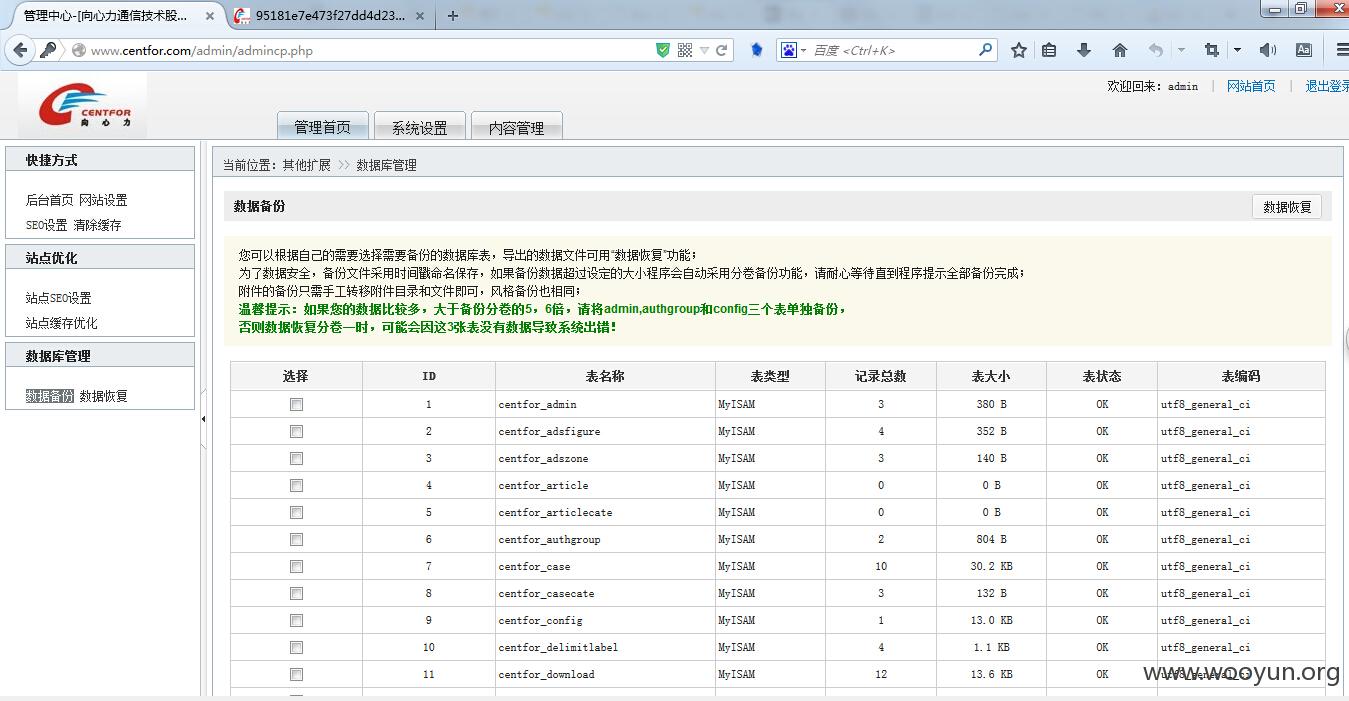 管理中心-[向心力通信技术股...
95181e7e473f27dd4d23...
www.centfor.com/admin/admincp.php
百度 <Ctrl+K>
CENTFOR
向 心 力
欢迎回来：admin | 网站首页 | 退出登录
管理首页 系统设置 内容管理
快捷方式
后台首页 网站设置
SEO设置 清除缓存
站点优化
站点SEO设置
站点缓存优化
数据库管理
数据备份 数据恢复
当前位置：其他扩展 >> 数据库管理
数据备份
数据恢复
您可以根据自己的需要选择需要备份的数据库表，导出的数据文件可用“数据恢复”功能；
为了数据安全，备份文件采用时间戳命名保存，如果备份数据超过设定的大小程序会自动采用分卷备份功能，请耐心等待直到程序提示全部备份完成；
附件的备份只需手工转移附件目录和文件即可，风格备份也相同；
温馨提示：如果您的数据比较多，大于备份分卷的5，6倍，请将admin,authgroup和config三个表单独备份，
否则数据恢复分卷一时，可能会因这3张表没有数据导致系统出错！
选择 ID 表名称 表类型 记录总数 表大小 表状态 表编码
1 centfor_admin MyISAM 3 380 B OK utf8_general_ci
2 centfor_adsfigure MyISAM 4 352 B OK utf8_general_ci
3 centfor_adszone MyISAM 3 140 B OK utf8_general_ci
4 centfor_article MyISAM 0 0 B OK utf8_general_ci
5 centfor_articlecate MyISAM 0 0 B OK utf8_general_ci
6 centfor_authgroup MyISAM 2 804 B OK utf8_general_ci
7 centfor_case MyISAM 10 30.2 KB OK utf8_general_ci
8 centfor_casecate MyISAM 3 132 B OK utf8_general_ci
9 centfor_config MyISAM 1 13.0 KB OK utf8_general_ci
10 centfor_delimitlabel MyISAM 4 1.1 KB OK utf8_general_ci
11 centfor_download MyISAM 12 13.6 KB OK utf8_general_ci
www.wooyun.org